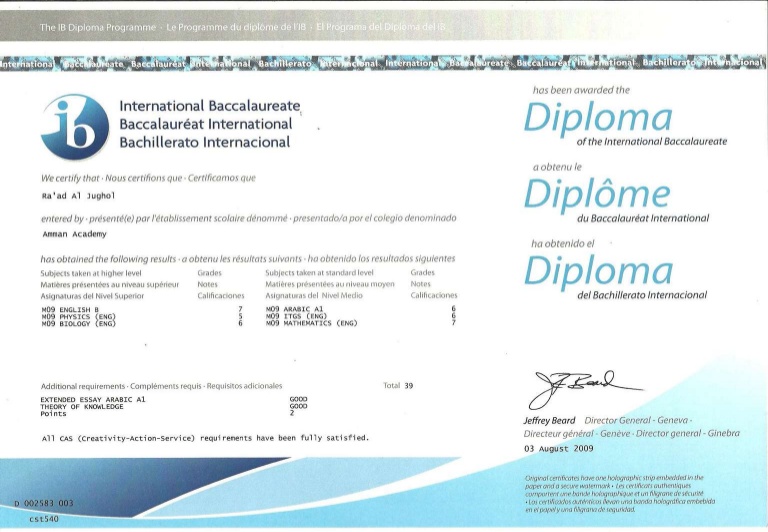 The IB Diploma Programme · Le Programme du diplôme de l'IB · El Programa del Diploma del IB
International Baccalaureate Baccalauréat International Bachillerato Internacional International Baccalaureate Baccalauréat International Bachillerato Internacional
International Baccalaureate
Baccalauréat International
Bachillerato Internacional
We certify that · Nous certifions que · Certificamos que
Ra'ad Al Jughol
entered by · présenté(e) par l'établissement scolaire dénommé · presentado/a por el colegio denominado
Amman Academy
has obtained the following results · a obtenu les résultats suivants · ha obtenido los resultados siguientes
Subjects taken at higher level Grades Subjects taken at standard level Grades
Matières présentées au niveau supérieur Notes Matières présentées au niveau moyen Notes
Asignaturas del Nivel Superior Calificaciones Asignaturas del Nivel Medio Calificaciones
M09 ENGLISH B 7 M09 ARABIC A1 6
M09 PHYSICS (ENG) 5 M09 ITGS (ENG) 6
M09 BIOLOGY (ENG) 6 M09 MATHEMATICS (ENG) 7
Additional requirements · Compléments requis · Requisitos adicionales Total 39
EXTENDED ESSAY ARABIC A1 GOOD
THEORY OF KNOWLEDGE GOOD
Points 2
All CAS (Creativity-Action-Service) requirements have been fully satisfied.
D 002583 003
cst540
has been awarded the
Diploma
of the International Baccalaureate
a obtenu le
Diplôme
du Baccalauréat International
ha obtenido el
Diploma
del Bachillerato Internacional
Jeffrey Beard Director General - Geneva ·
Directeur général - Genève · Director general - Ginebra
03 August 2009
Original certificates have one holographic strip embedded in the
paper and a secure watermark · Les certificats authentiques
comportent une bande holographique et un filigrane de sécurité
· Los certificados auténticos llevan una banda holográfica embebida
en el papel y una filigrana de seguridad.